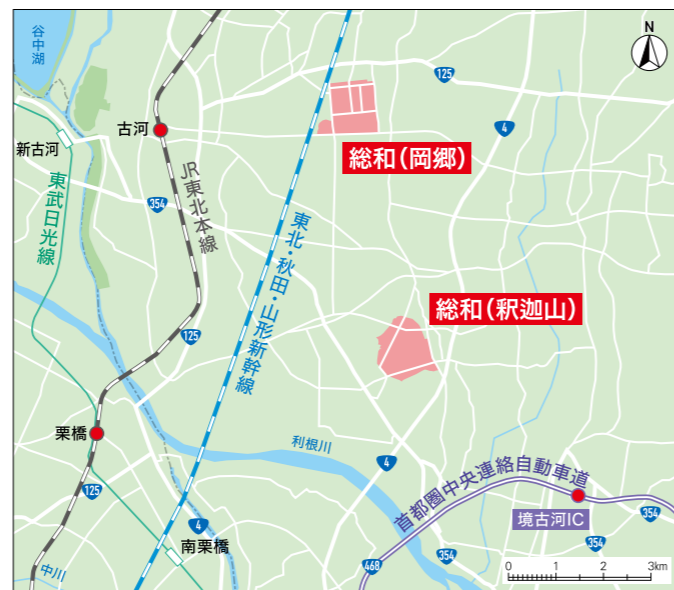 谷中湖
N
125
古河
4
新古河
総和(岡郷)
JR東北本線
東武日光線
354
東北・秋田・山形新幹線
総和(釈迦山)
125
栗橋
利根川
4
首都圏中央連絡自動車道
125
境古河IC
354
4
南栗橋
354
354
中川
468
0 1 2 3km